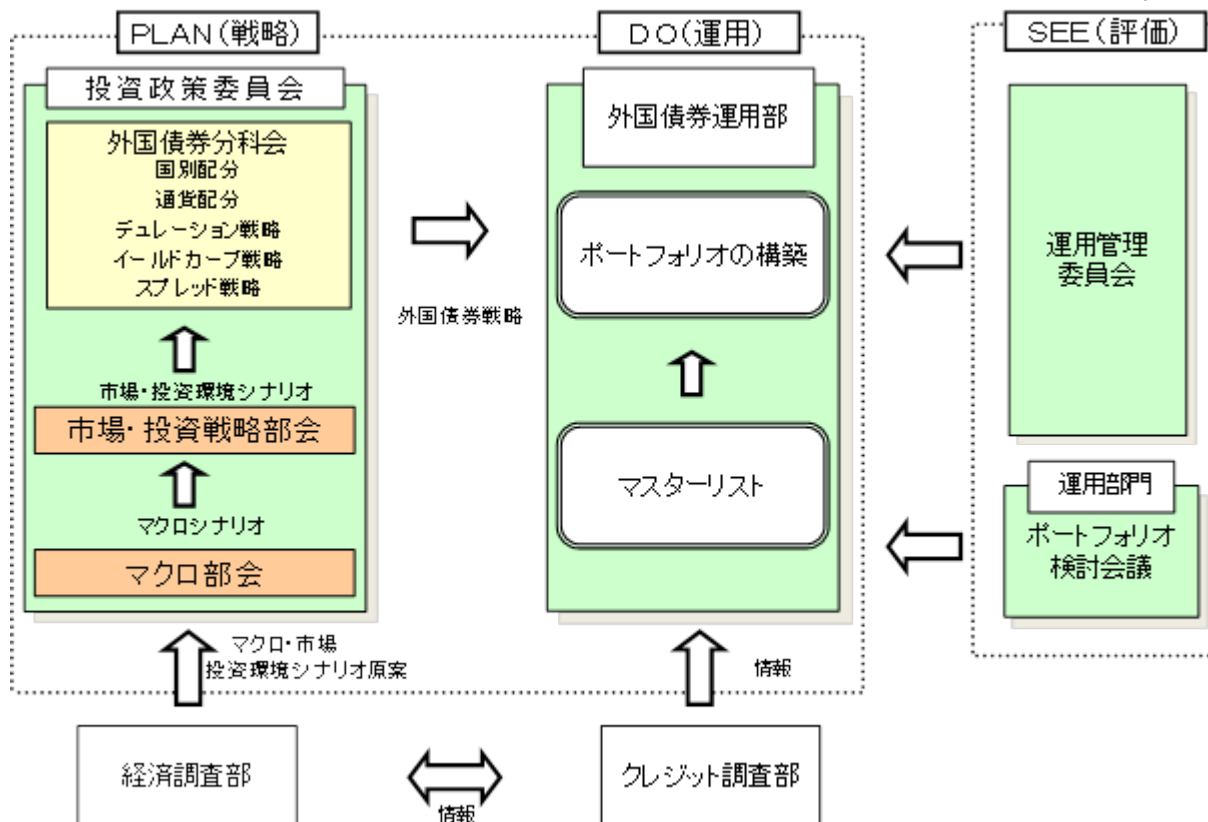 PLAN(戦略)
投資政策委員会
外国債券分科会
国別配分
通貨配分
デュレーション戦略
イールドカーブ戦略
スプレッド戦略
市場・投資環境シナリオ
市場・投資戦略部会
マクロシナリオ
マクロ部会
マクロ・市場
投資環境シナリオ原案
経済調査部
外国債券戦略
情報
DO(運用)
外国債券運用部
ポートフォリオの構築
マスターリスト
情報
クレジット調査部
SEE(評価)
運用管理
委員会
運用部門
ポートフォリオ
検討会議